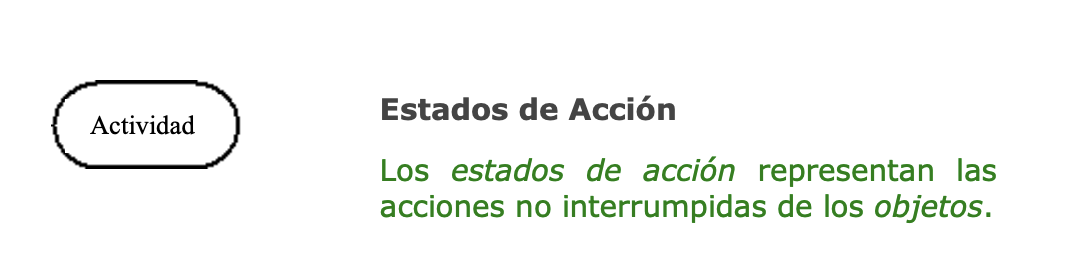 Actividad
Estados de Acción
Los estados de acción representan las
acciones no interrumpidas de los objetos.